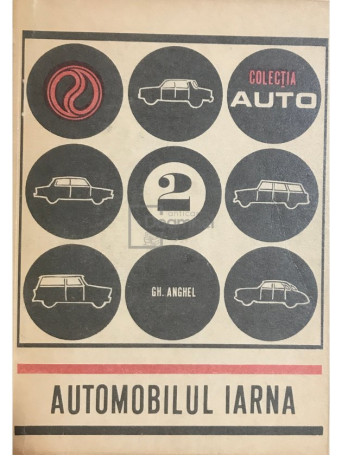 COLECȚIA
AUTO
2
GH. ANGHEL
AUTOMOBILUL IARNA